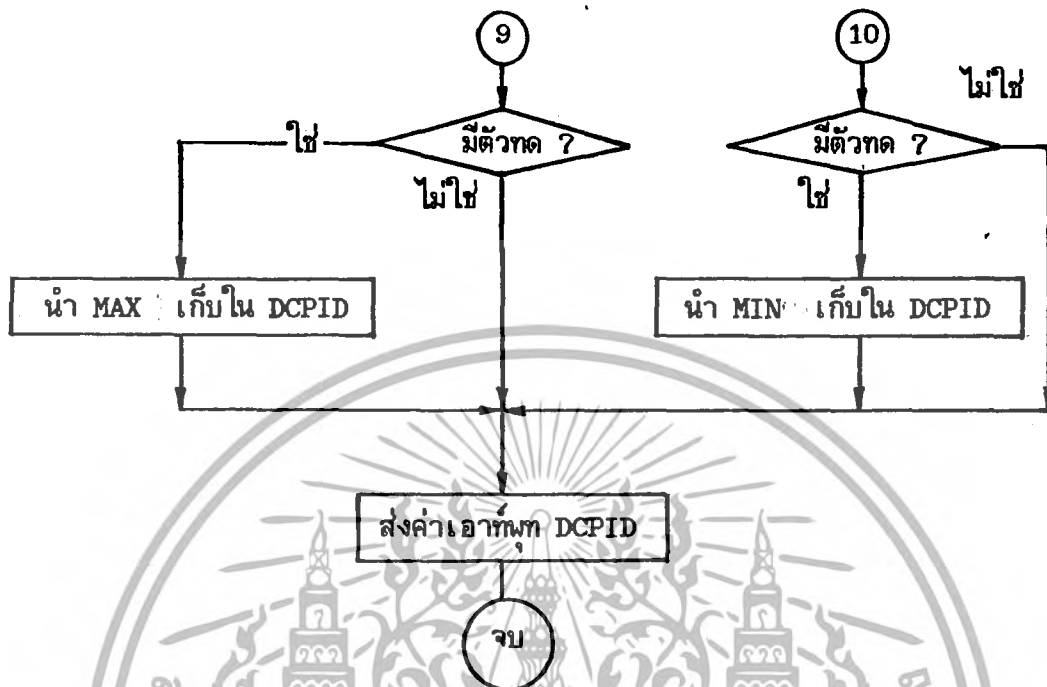 9
10
ไม่ใช่
ใช่
มีตัวทด ?
มีตัวทด ?
ไม่ใช่
ใช่
นำ MAX เก็บใน DCPID
นำ MIN เก็บใน DCPID
ส่งค่าเอาท์พุท DCPID
จบ